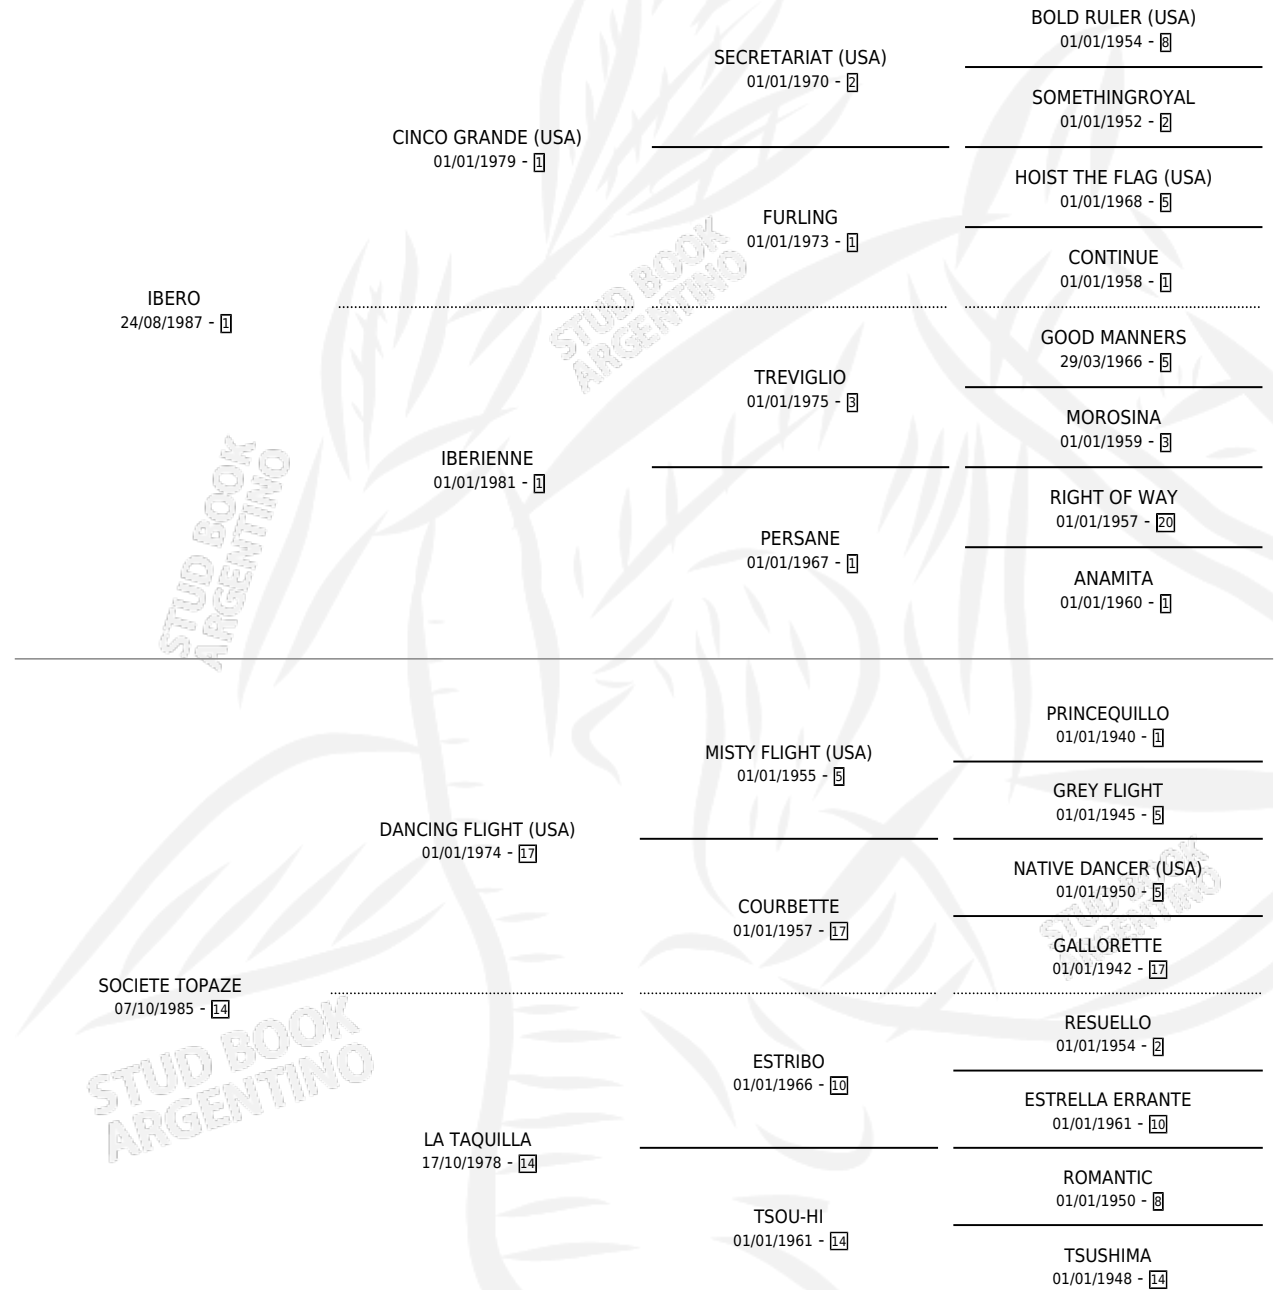 BOLD RULER (USA)
01/01/1954 - 8
SECRETARIAT (USA)
01/01/1970 - 2
SOMETHINGROYAL
01/01/1952 - 2
CINCO GRANDE (USA)
01/01/1979 - 1
HOIST THE FLAG (USA)
01/01/1968 - 5
FURLING
01/01/1973 - 1
CONTINUE
01/01/1958 - 1
IBERO
24/08/1987 - 1
STUD BOOK
ARGENTINO
GOOD MANNERS
29/03/1966 - 5
TREVIGLIO
01/01/1975 - 3
MOROSINA
01/01/1959 - 3
IBERIENNE
01/01/1981 - 1
STUD BOOK
ARGENTINO
RIGHT OF WAY
01/01/1957 - 20
PERSANE
01/01/1967 - 1
ANAMITA
01/01/1960 - 1
PRINCEQUILLO
01/01/1940 - 1
MISTY FLIGHT (USA)
01/01/1955 - 5
GREY FLIGHT
01/01/1945 - 5
DANCING FLIGHT (USA)
01/01/1974 - 17
NATIVE DANCER (USA)
01/01/1950 - 5
STUD BOOK
ARGENTINO
COURBETTE
01/01/1957 - 17
GALLORETTE
01/01/1942 - 17
SOCIETE TOPAZE
07/10/1985 - 14
STUD BOOK
ARGENTINO
RESUELLO
01/01/1954 - 2
ESTRIBO
01/01/1966 - 10
ESTRELLA ERRANTE
01/01/1961 - 10
LA TAQUILLA
17/10/1978 - 14
ROMANTIC
01/01/1950 - 8
TSOU-HI
01/01/1961 - 14
TSUSHIMA
01/01/1948 - 14